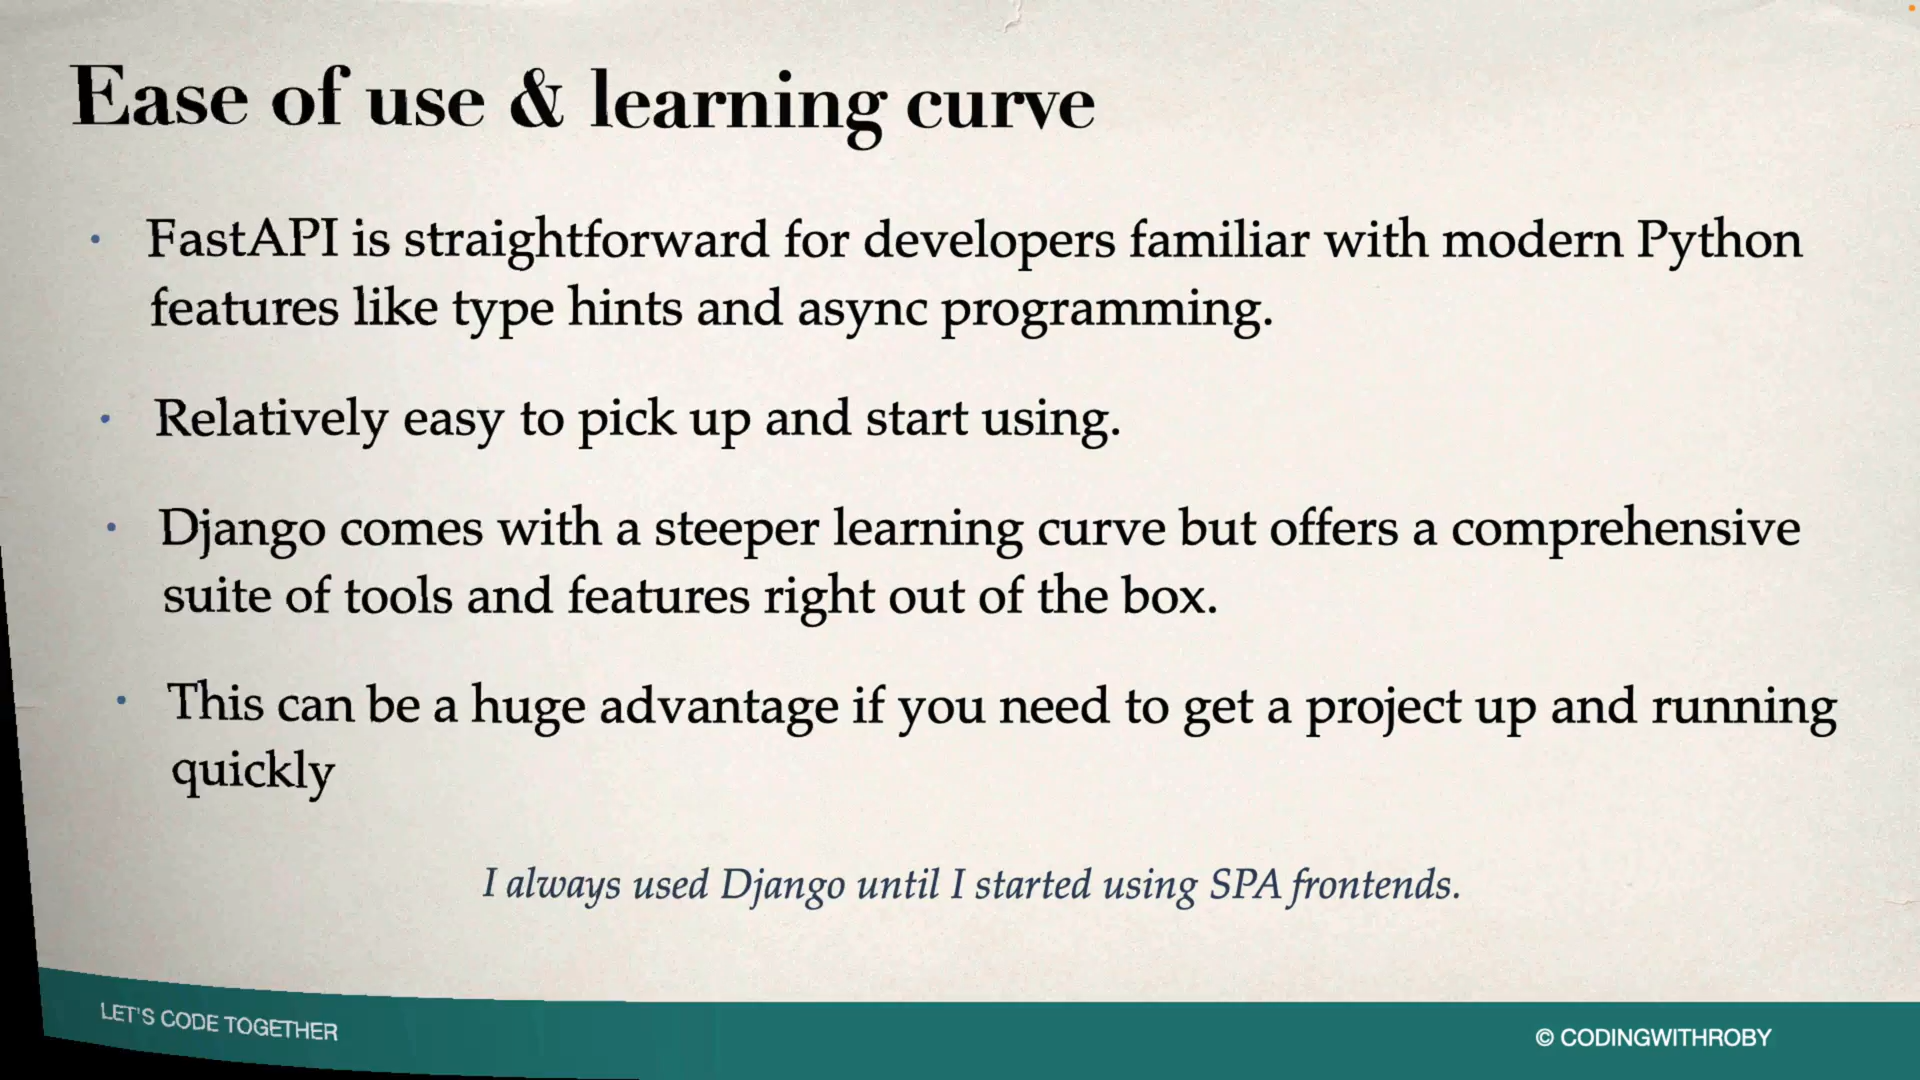 Ease of use & learning curve
• FastAPI is straightforward for developers familiar with modern Python
features like type hints and async programming.
• Relatively easy to pick up and start using.
• Django comes with a steeper learning curve but offers a comprehensive
suite of tools and features right out of the box.
• This can be a huge advantage if you need to get a project up and running
quickly
I always used Django until I started using SPA frontends.
LET'S CODE TOGETHER
© CODINGWITHROBY